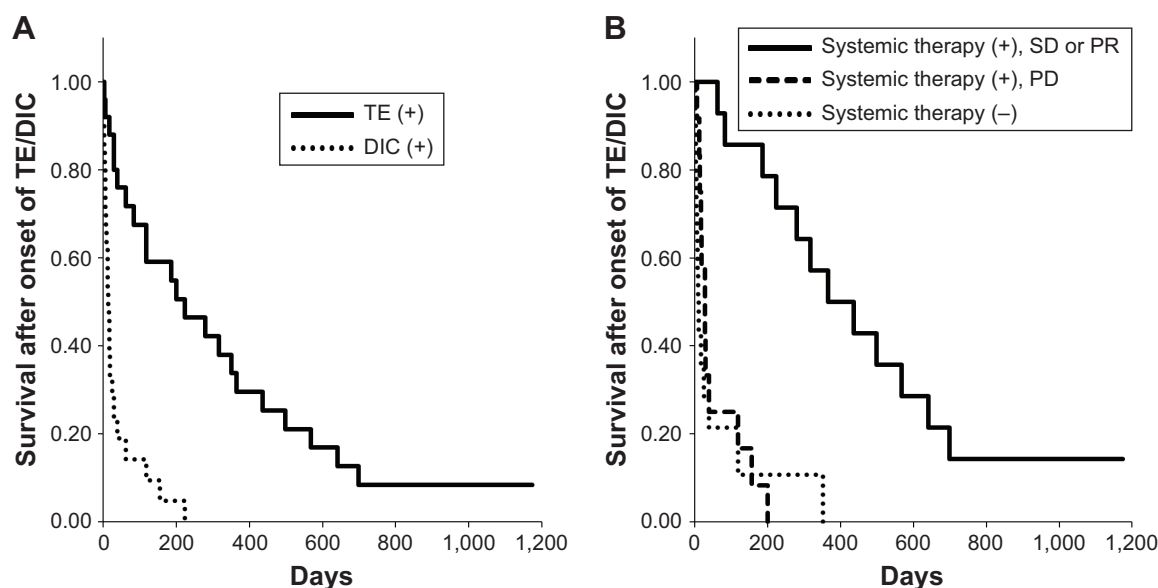 A
Survival after onset of TE/DIC
1.00
0.80
0.60
0.40
0.20
0.00
TE (+)
DIC (+)
0 200 400 600 800 1,000 1,200
Days
B
Survival after onset of TE/DIC
Systemic therapy (+), SD or PR
Systemic therapy (+), PD
Systemic therapy (–)
1.00
0.80
0.60
0.40
0.20
0.00
0 200 400 600 800 1,000 1,200
Days